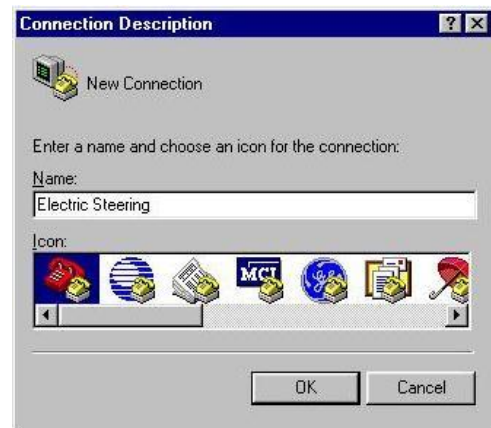 Connection Description
New Connection
Enter a name and choose an icon for the connection:
Name:
Electric Steering
Icon:
MCI
OK Cancel